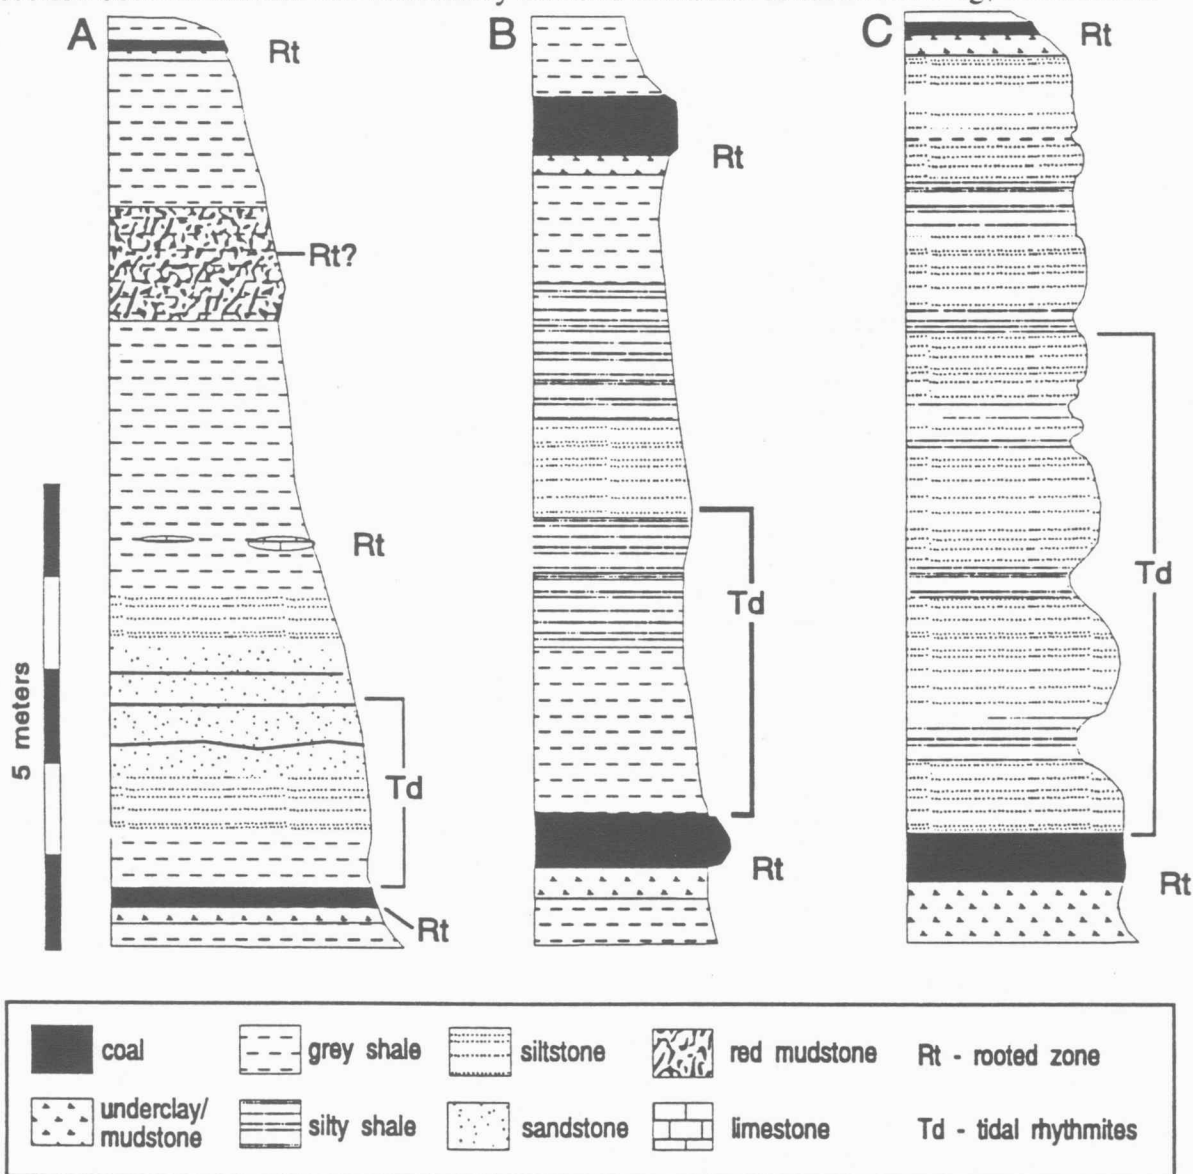 A
Rt
B
C
Rt
Rt
Rt?
Rt
Td
Td
Td
5 meters
Rt
Rt
Rt
coal
grey shale
siltstone
red mudstone
Rt - rooted zone
underclay/
mudstone
silty shale
sandstone
limestone
Td - tidal rhythmites